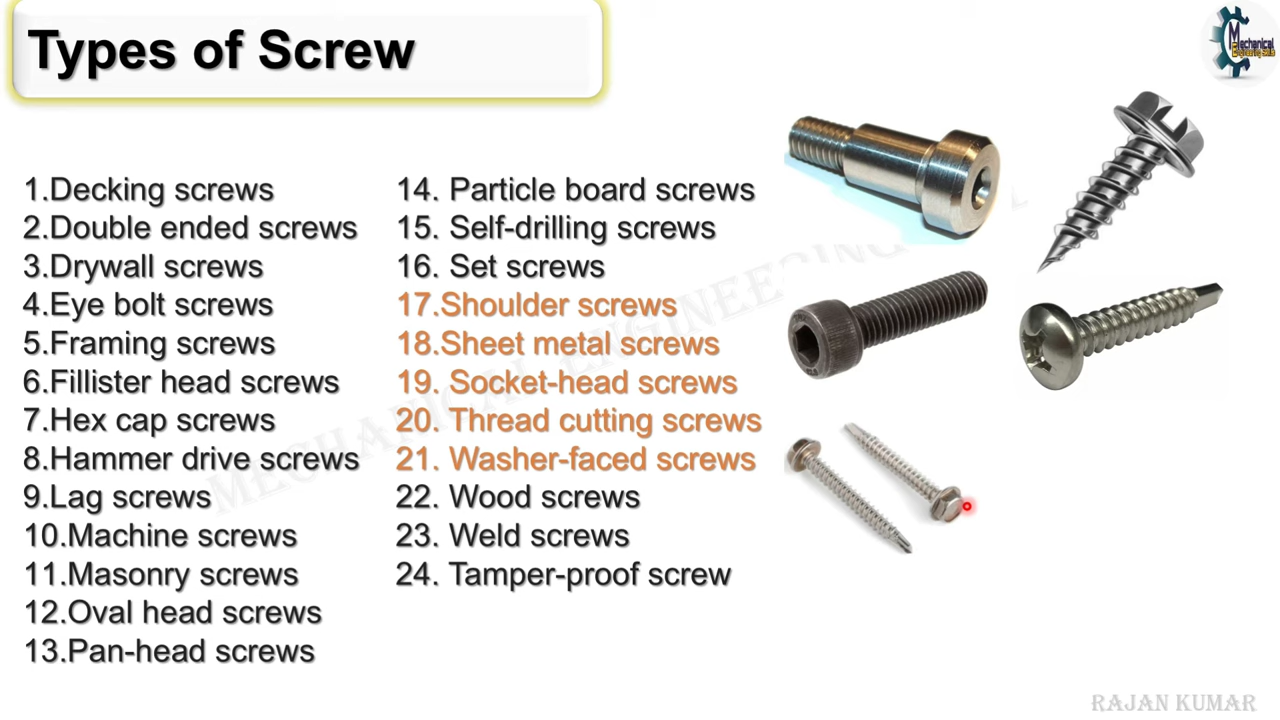 Types of Screw
Mechanical
Engineering
1.Decking screws
2.Double ended screws
3.Drywall screws
4.Eye bolt screws
5.Framing screws
6.Fillister head screws
7.Hex cap screws
8.Hammer drive screws
9.Lag screws
10.Machine screws
11.Masonry screws
12.Oval head screws
13.Pan-head screws
14. Particle board screws
15. Self-drilling screws
16. Set screws
17.Shoulder screws
18.Sheet metal screws
19. Socket-head screws
20. Thread cutting screws
21. Washer-faced screws
22. Wood screws
23. Weld screws
24. Tamper-proof screw
MECHANICAL ENGINEERING
RAJAN KUMAR